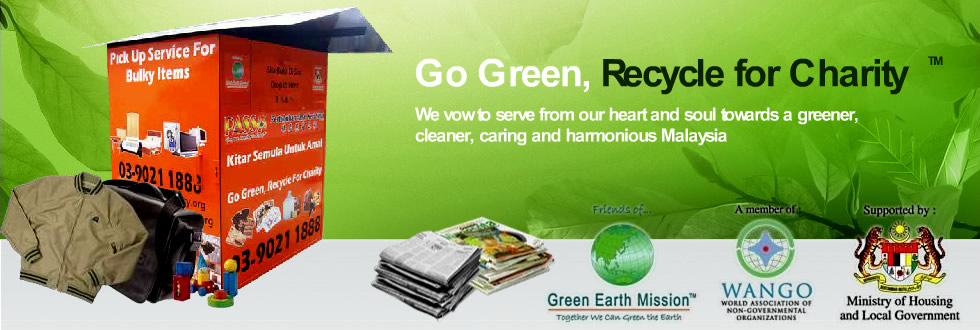 Pick Up Service For
Bulky Items
PASS
Kitar Semula Untuk Amal
03-9021 1883
Go Green, Recycle For Charity
03-9021 1888
Go Green, Recycle for Charity ™
We vow to serve from our heart and soul towards a greener,
cleaner, caring and harmonious Malaysia
Friends of...
Green Earth Mission™
Together We Can Green the Earth
A member of :
WANGO
WORLD ASSOCIATION OF
NON-GOVERNMENTAL
ORGANIZATIONS
Supported by :
Ministry of Housing
and Local Government